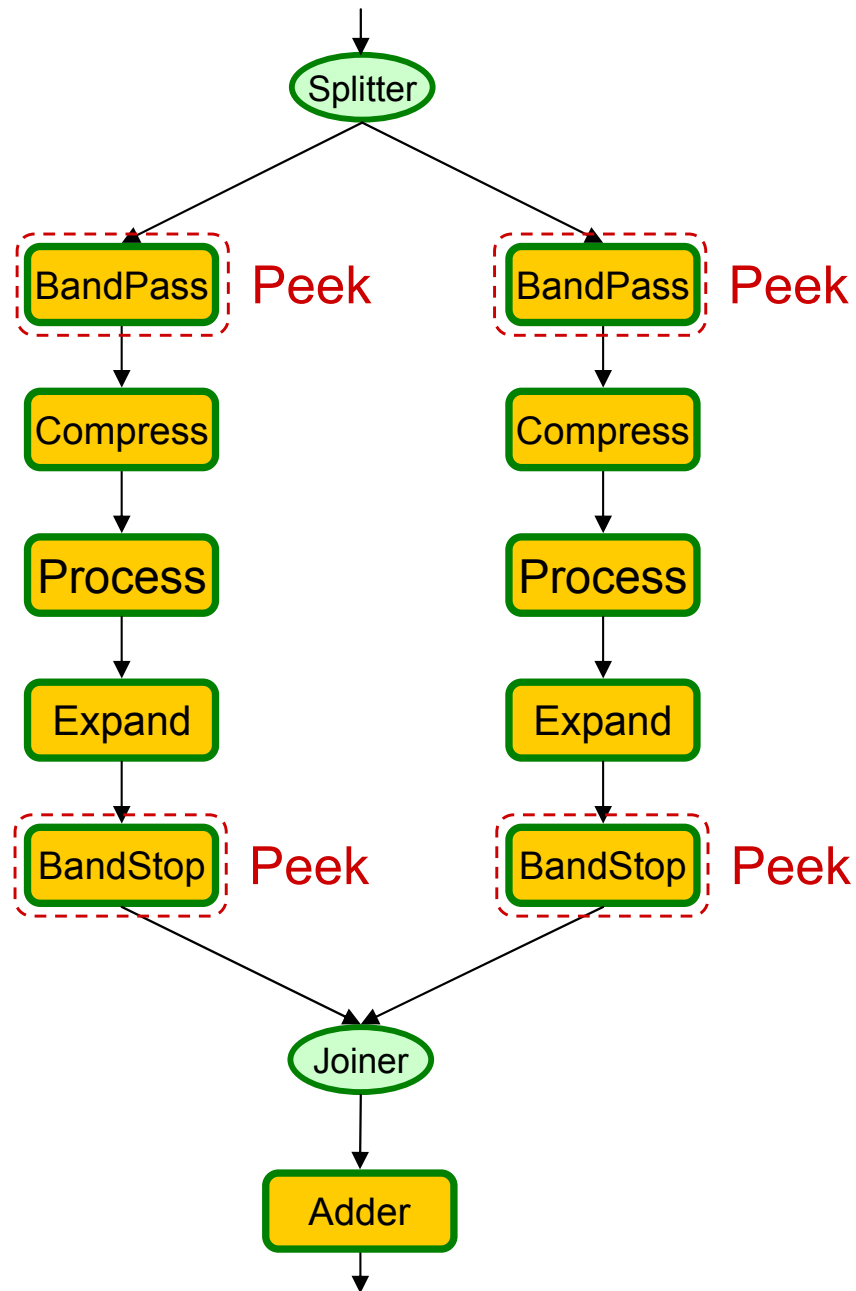 Splitter
BandPass Peek BandPass Peek
Compress Compress
Process Process
Expand Expand
BandStop Peek BandStop Peek
Joiner
Adder